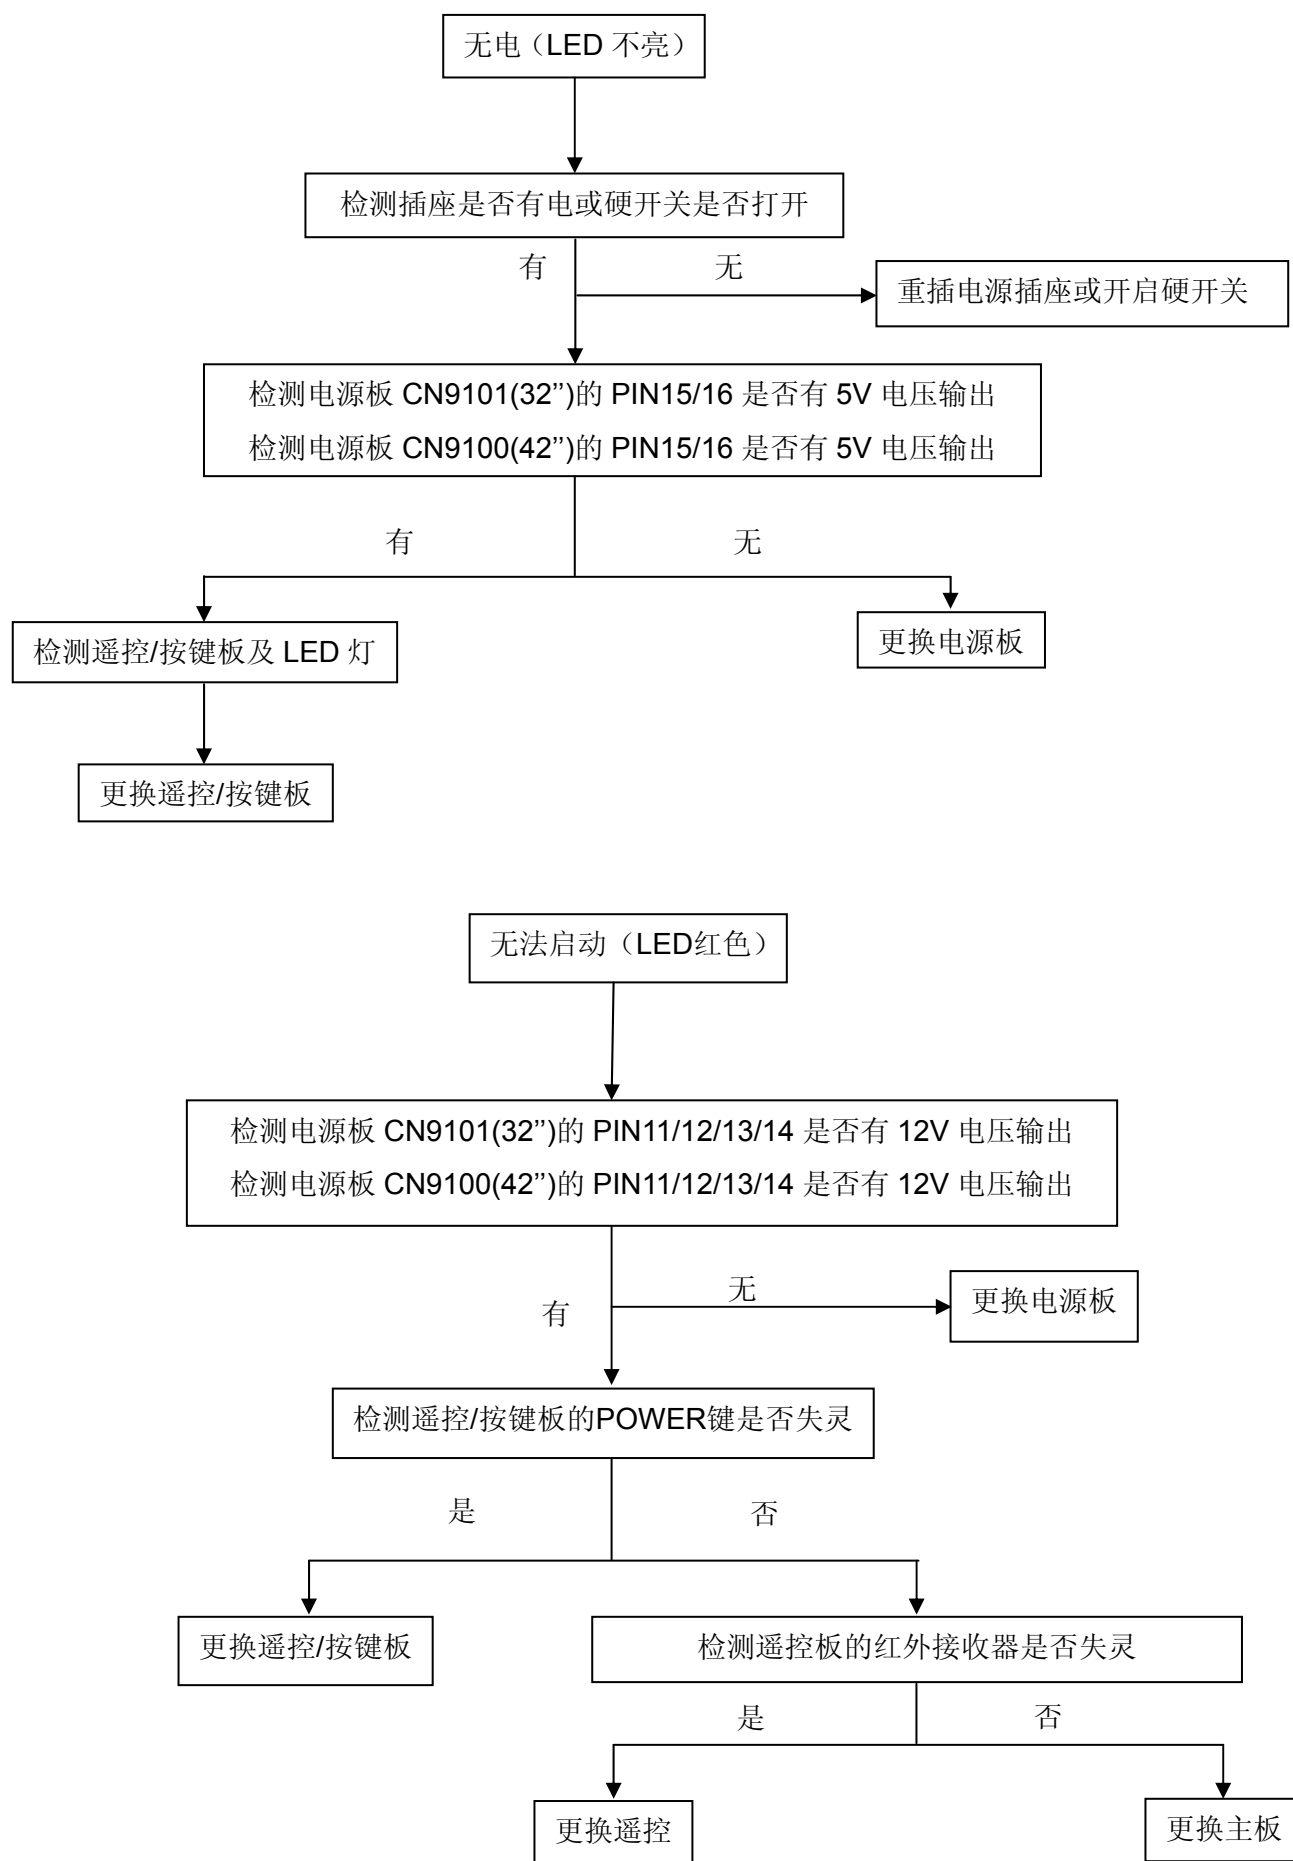 无电（LED 不亮）
检测插座是否有电或硬开关是否打开
有
无
重插电源插座或开启硬开关
检测电源板 CN9101(32’’)的 PIN15/16 是否有 5V 电压输出
检测电源板 CN9100(42’’)的 PIN15/16 是否有 5V 电压输出
有
无
检测遥控/按键板及 LED 灯
更换电源板
更换遥控/按键板
无法启动（LED红色）
检测电源板 CN9101(32’’)的 PIN11/12/13/14 是否有 12V 电压输出
检测电源板 CN9100(42’’)的 PIN11/12/13/14 是否有 12V 电压输出
有
无
更换电源板
检测遥控/按键板的POWER键是否失灵
是
否
更换遥控/按键板
检测遥控板的红外接收器是否失灵
是
否
更换遥控
更换主板